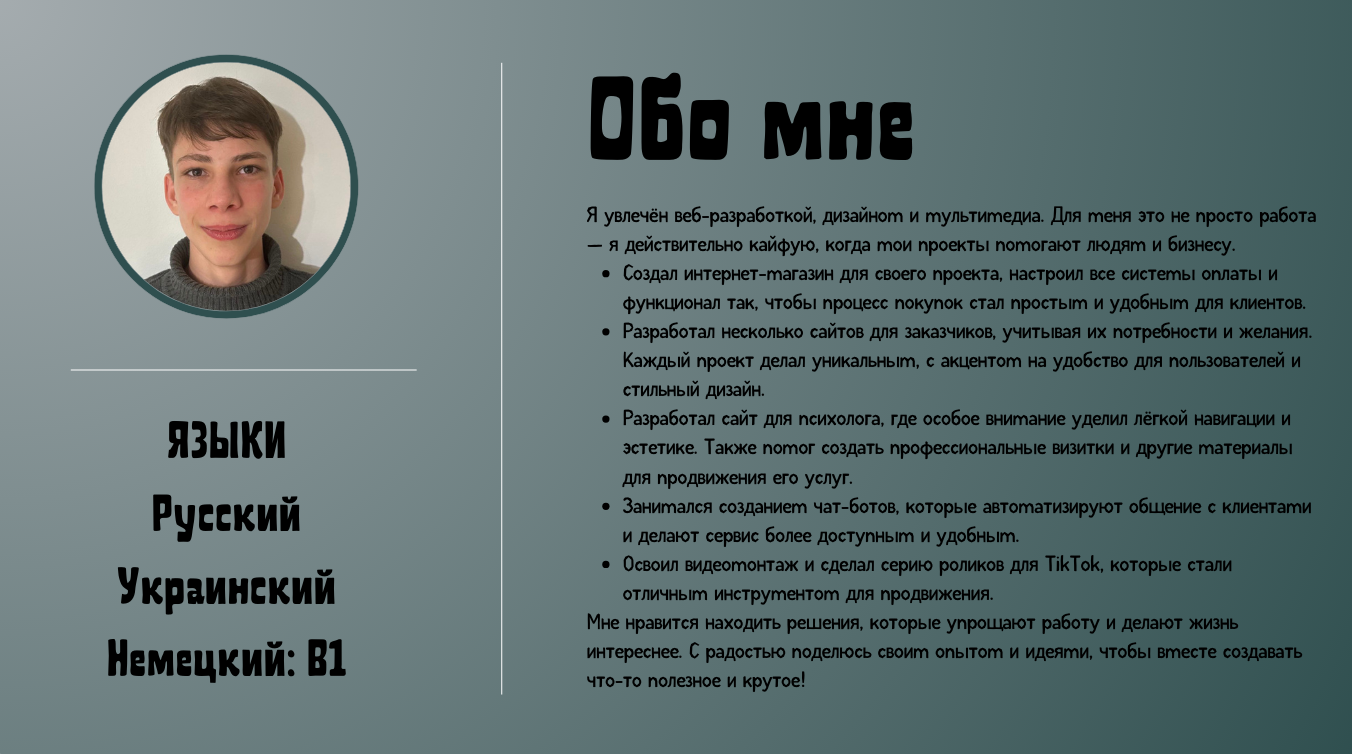 Обо мне
Я увлечён веб-разработкой, дизайном и мультимедиа. Для меня это не просто работа
— я действительно кайфую, когда мои проекты помогают людям и бизнесу.
• Создал интернет-магазин для своего проекта, настроил все системы оплаты и
функционал так, чтобы процесс покупок стал простым и удобным для клиентов.
• Разработал несколько сайтов для заказчиков, учитывая их потребности и желания.
Каждый проект делал уникальным, с акцентом на удобство для пользователей и
стильный дизайн.
• Разработал сайт для психолога, где особое внимание уделил лёгкой навигации и
эстетике. Также помог создать профессиональные визитки и другие материалы
для продвижения его услуг.
• Занимался созданием чат-ботов, которые автоматизируют общение с клиентами
и делают сервис более доступным и удобным.
• Освоил видеомонтаж и сделал серию роликов для TikTok, которые стали
отличным инструментом для продвижения.
Мне нравится находить решения, которые упрощают работу и делают жизнь
интереснее. С радостью поделюсь своим опытом и идеями, чтобы вместе создавать
что-то полезное и крутое!
ЯЗЫКИ
Русский
Украинский
Немецкий: B1